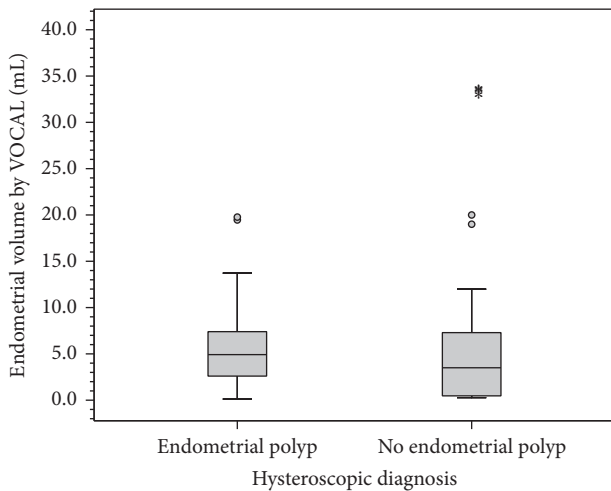 Endometrial volume by VOCAL (mL)
40.0
35.0
30.0
25.0
20.0
15.0
10.0
5.0
0.0
Endometrial polyp
No endometrial polyp
Hysteroscopic diagnosis